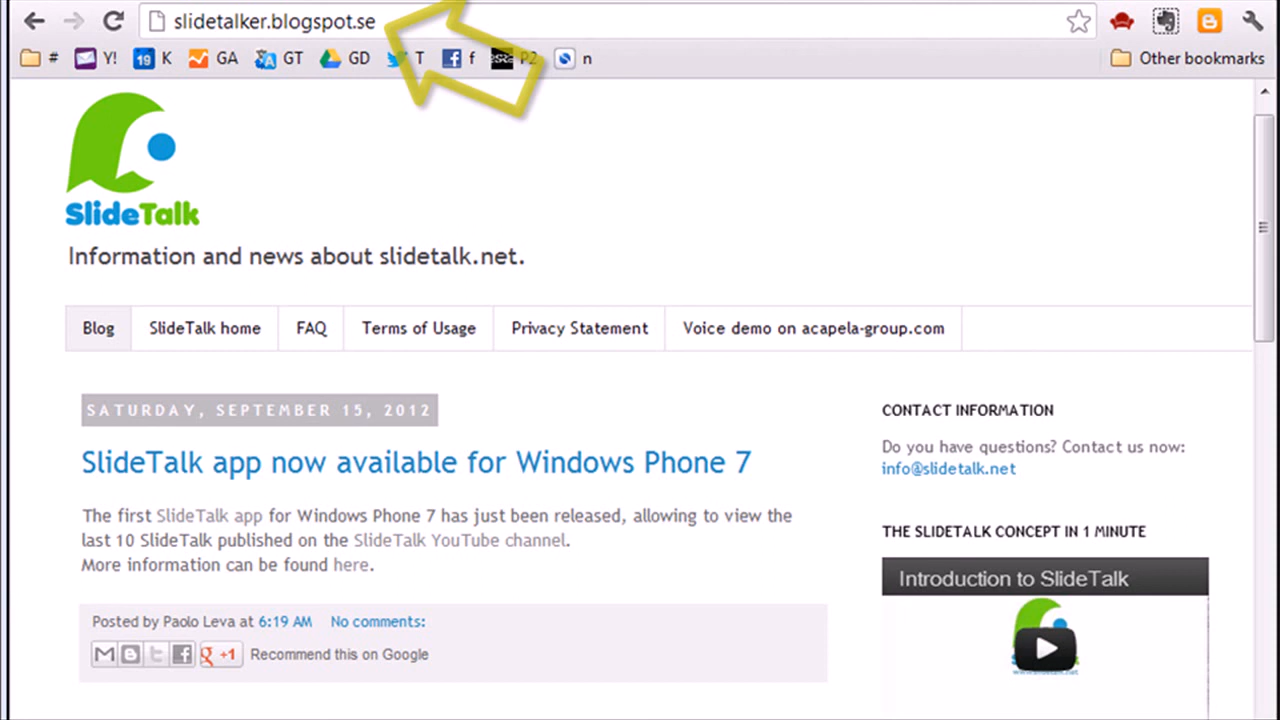 slidetalker.blogspot.se
# Y! 19 K GA GT GD T f P2 n Other bookmarks
SlideTalk
Information and news about slidetalk.net.
Blog SlideTalk home FAQ Terms of Usage Privacy Statement Voice demo on acapela-group.com
SATURDAY, SEPTEMBER 15, 2012
SlideTalk app now available for Windows Phone 7
The first SlideTalk app for Windows Phone 7 has just been released, allowing to view the
last 10 SlideTalk published on the SlideTalk YouTube channel.
More information can be found here.
Posted by Paolo Leva at 6:19 AM No comments:
+1 Recommend this on Google
CONTACT INFORMATION
Do you have questions? Contact us now:
info@slidetalk.net
THE SLIDETALK CONCEPT IN 1 MINUTE
Introduction to SlideTalk